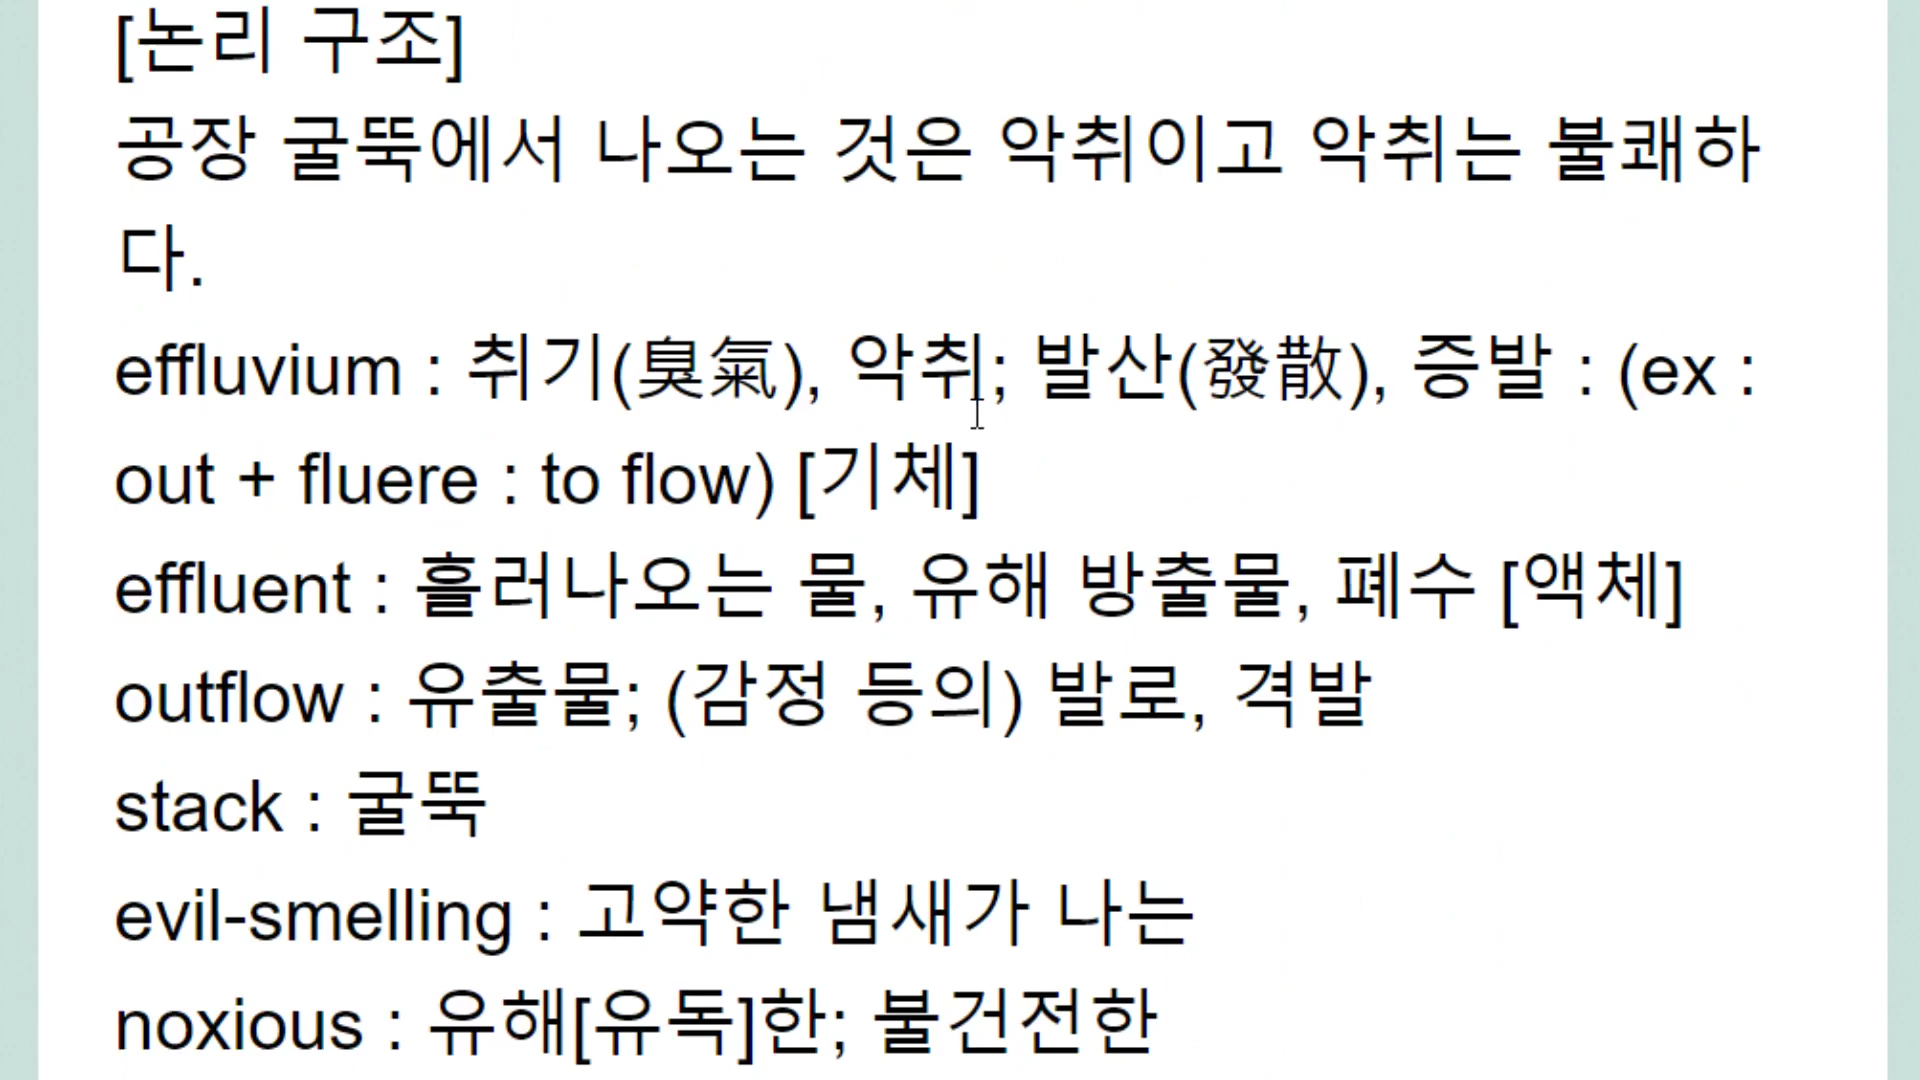 [논리 구조]
공장 굴뚝에서 나오는 것은 악취이고 악취는 불쾌하
다.
effluvium : 취기(臭氣), 악취; 발산(發散), 증발 : (ex :
out + fluere : to flow) [기체]
effluent : 흘러나오는 물, 유해 방출물, 폐수 [액체]
outflow : 유출물; (감정 등의) 발로, 격발
stack : 굴뚝
evil-smelling : 고약한 냄새가 나는
noxious : 유해[유독]한; 불건전한